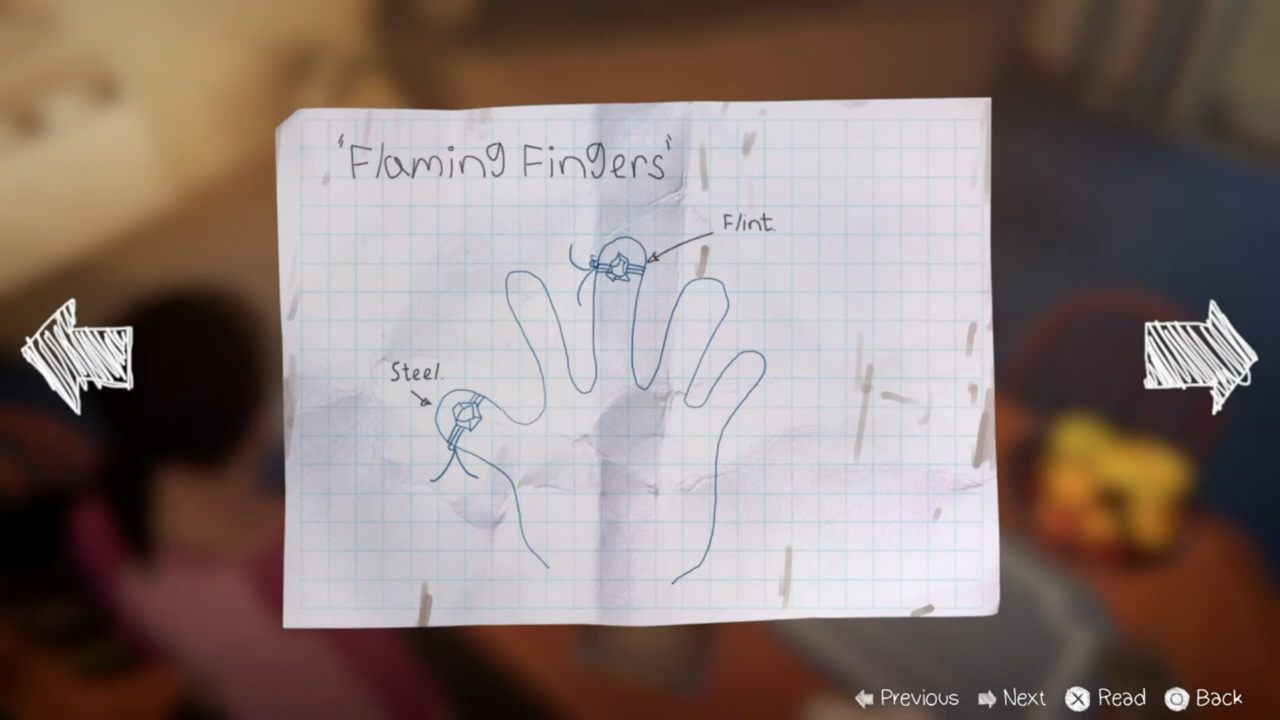 "Flaming Fingers"
Flint.
Steel.
Previous Next X Read O Back